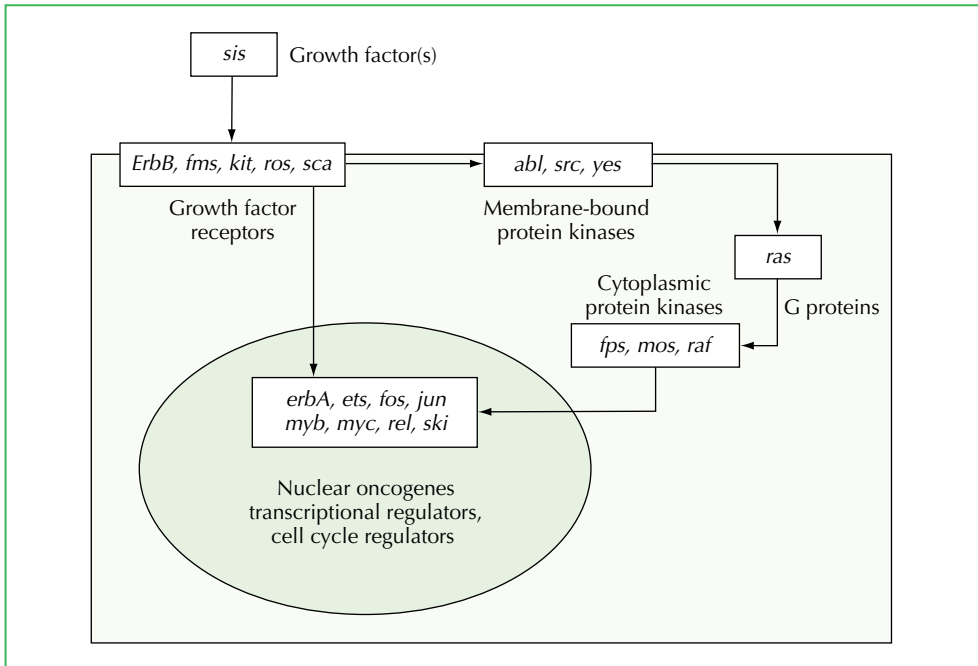 sis
Growth factor(s)
ErbB, fms, kit, ros, sca
abl, src, yes
Growth factor
receptors
Membrane-bound
protein kinases
ras
Cytoplasmic
protein kinases
G proteins
fps, mos, raf
erbA, ets, fos, jun
myb, myc, rel, ski
Nuclear oncogenes
transcriptional regulators,
cell cycle regulators